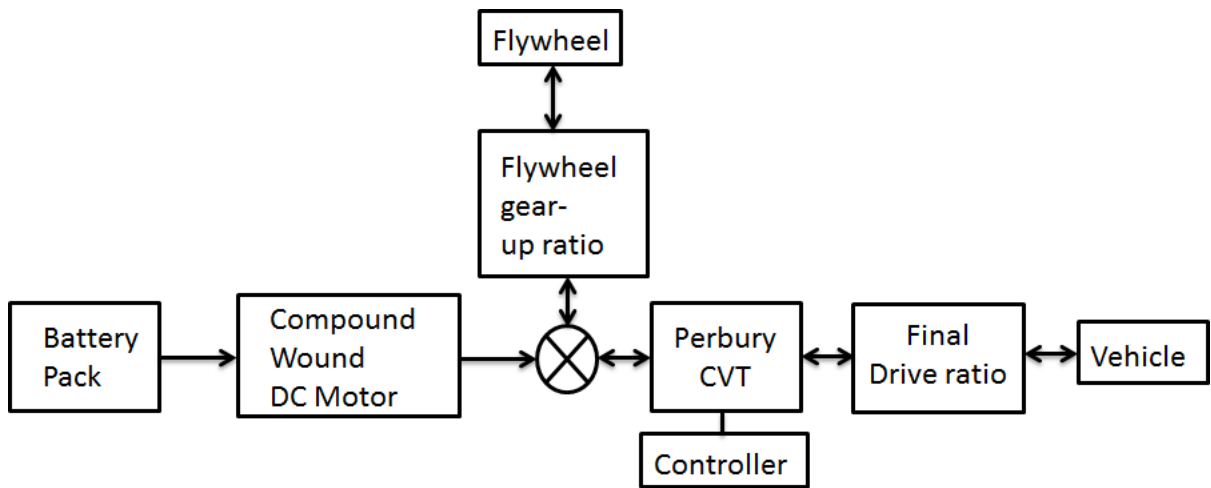 Flywheel
Flywheel
gear-
up ratio
Battery
Pack
Compound
Wound
DC Motor
Perbury
CVT
Final
Drive ratio
Vehicle
Controller